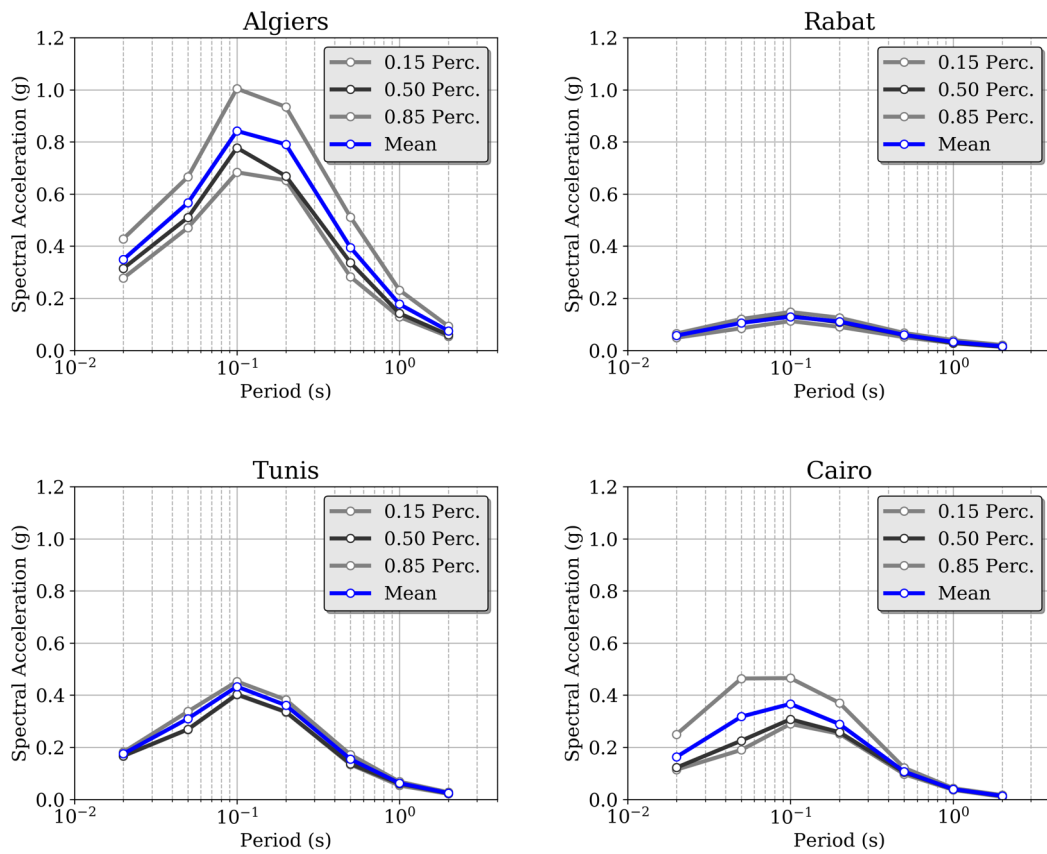 Algiers
1.2
1.0
0.8
0.6
0.4
0.2
0.0
Spectral Acceleration (g)
0.15 Perc.
0.50 Perc.
0.85 Perc.
Mean
10⁻² 10⁻¹ 10⁰
Period (s)
Rabat
1.2
1.0
0.8
0.6
0.4
0.2
0.0
Spectral Acceleration (g)
0.15 Perc.
0.50 Perc.
0.85 Perc.
Mean
10⁻² 10⁻¹ 10⁰
Period (s)
Tunis
1.2
1.0
0.8
0.6
0.4
0.2
0.0
Spectral Acceleration (g)
0.15 Perc.
0.50 Perc.
0.85 Perc.
Mean
10⁻² 10⁻¹ 10⁰
Period (s)
Cairo
1.2
1.0
0.8
0.6
0.4
0.2
0.0
Spectral Acceleration (g)
0.15 Perc.
0.50 Perc.
0.85 Perc.
Mean
10⁻² 10⁻¹ 10⁰
Period (s)